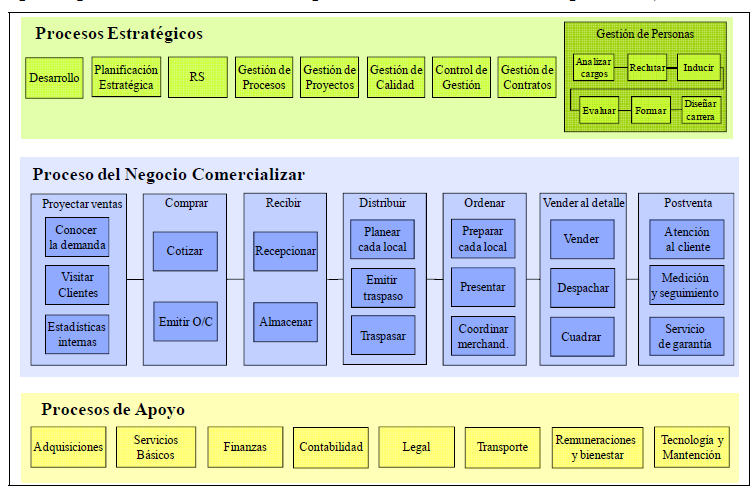 Procesos Estratégicos
Desarrollo
Planificación
Estratégica
RS
Gestión de
Procesos
Gestión de
Proyectos
Gestión de
Calidad
Control de
Gestión
Gestión de
Contratos
Gestión de Personas
Analizar
cargos
Reclutar
Inducir
Evaluar
Formar
Diseñar
carrera
Proceso del Negocio Comercializar
Proyectar ventas
Conocer
la demanda
Visitar
Clientes
Estadísticas
internas
Comprar
Cotizar
Emitir O/C
Recibir
Recepcionar
Almacenar
Distribuir
Planear
cada local
Emitir
traspaso
Traspasar
Ordenar
Preparar
cada local
Presentar
Coordinar
merchand.
Vender al detalle
Vender
Despachar
Cuadrar
Postventa
Atención
al cliente
Medición
y seguimiento
Servicio
de garantía
Procesos de Apoyo
Adquisiciones
Servicios
Básicos
Finanzas
Contabilidad
Legal
Transporte
Remuneraciones
y bienestar
Tecnología y
Mantención